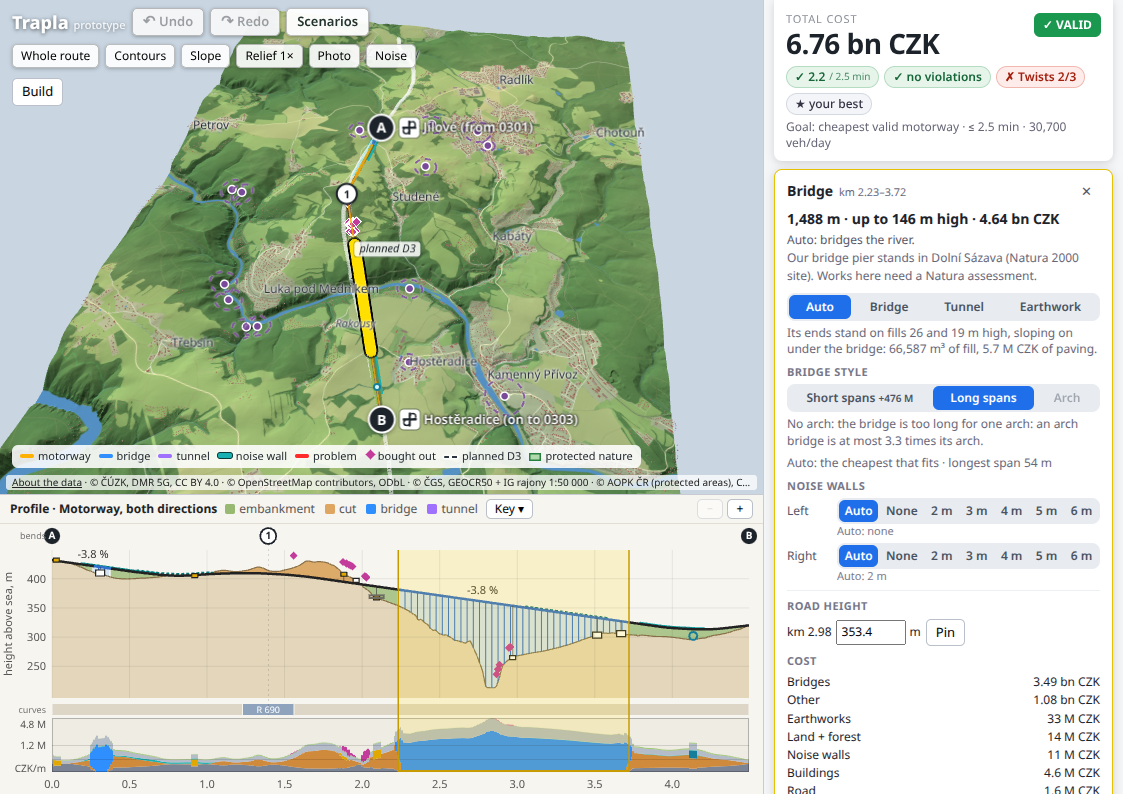 Trapla prototype
↶ Undo
↷ Redo
Scenarios
Whole route
Contours
Slope
Relief 1×
Photo
Noise
Build
Radlík
Petrov
A
Jílové (from 0301)
Chotouň
1
Studené
planned D3
Kabáty
Luka pod Medníkem
Rakousy
Třebsín
Hostěradice
Kamenný Přívoz
B
Hostěradice (on to 0303)
motorway
bridge
tunnel
noise wall
problem
bought out
planned D3
protected nature
About the data · © ČÚZK, DMR 5G, CC BY 4.0 · © OpenStreetMap contributors, ODbL · © ČGS, GEOCR50 + IG rajony 1:50 000 · © AOPK ČR (protected areas), C…
Profile · Motorway, both directions
embankment
cut
bridge
tunnel
Key ▾
−
+
bends
A
1
B
-3.8 %
-3.8 %
height above sea, m
400
350
300
250
curves
R 690
4.8 M
1.2 M
CZK/m
0.0
0.5
1.0
1.5
2.0
2.5
3.0
3.5
4.0
TOTAL COST
✓ VALID
6.76 bn CZK
✓ 2.2 / 2.5 min
✓ no violations
✗ Twists 2/3
★ your best
Goal: cheapest valid motorway · ≤ 2.5 min · 30,700
veh/day
Bridge km 2.23–3.72
✕
1,488 m · up to 146 m high · 4.64 bn CZK
Auto: bridges the river.
Our bridge pier stands in Dolní Sázava (Natura 2000
site). Works here need a Natura assessment.
Auto
Bridge
Tunnel
Earthwork
Its ends stand on fills 26 and 19 m high, sloping on
under the bridge: 66,587 m³ of fill, 5.7 M CZK of paving.
BRIDGE STYLE
Short spans +476 M
Long spans
Arch
No arch: the bridge is too long for one arch: an arch
bridge is at most 3.3 times its arch.
Auto: the cheapest that fits · longest span 54 m
NOISE WALLS
Left
Auto None 2 m 3 m 4 m 5 m 6 m
Auto: none
Right
Auto None 2 m 3 m 4 m 5 m 6 m
Auto: 2 m
ROAD HEIGHT
km 2.98 353.4 m Pin
COST
Bridges 3.49 bn CZK
Other 1.08 bn CZK
Earthworks 33 M CZK
Land + forest 14 M CZK
Noise walls 11 M CZK
Buildings 4.6 M CZK
Road 1.6 M CZK